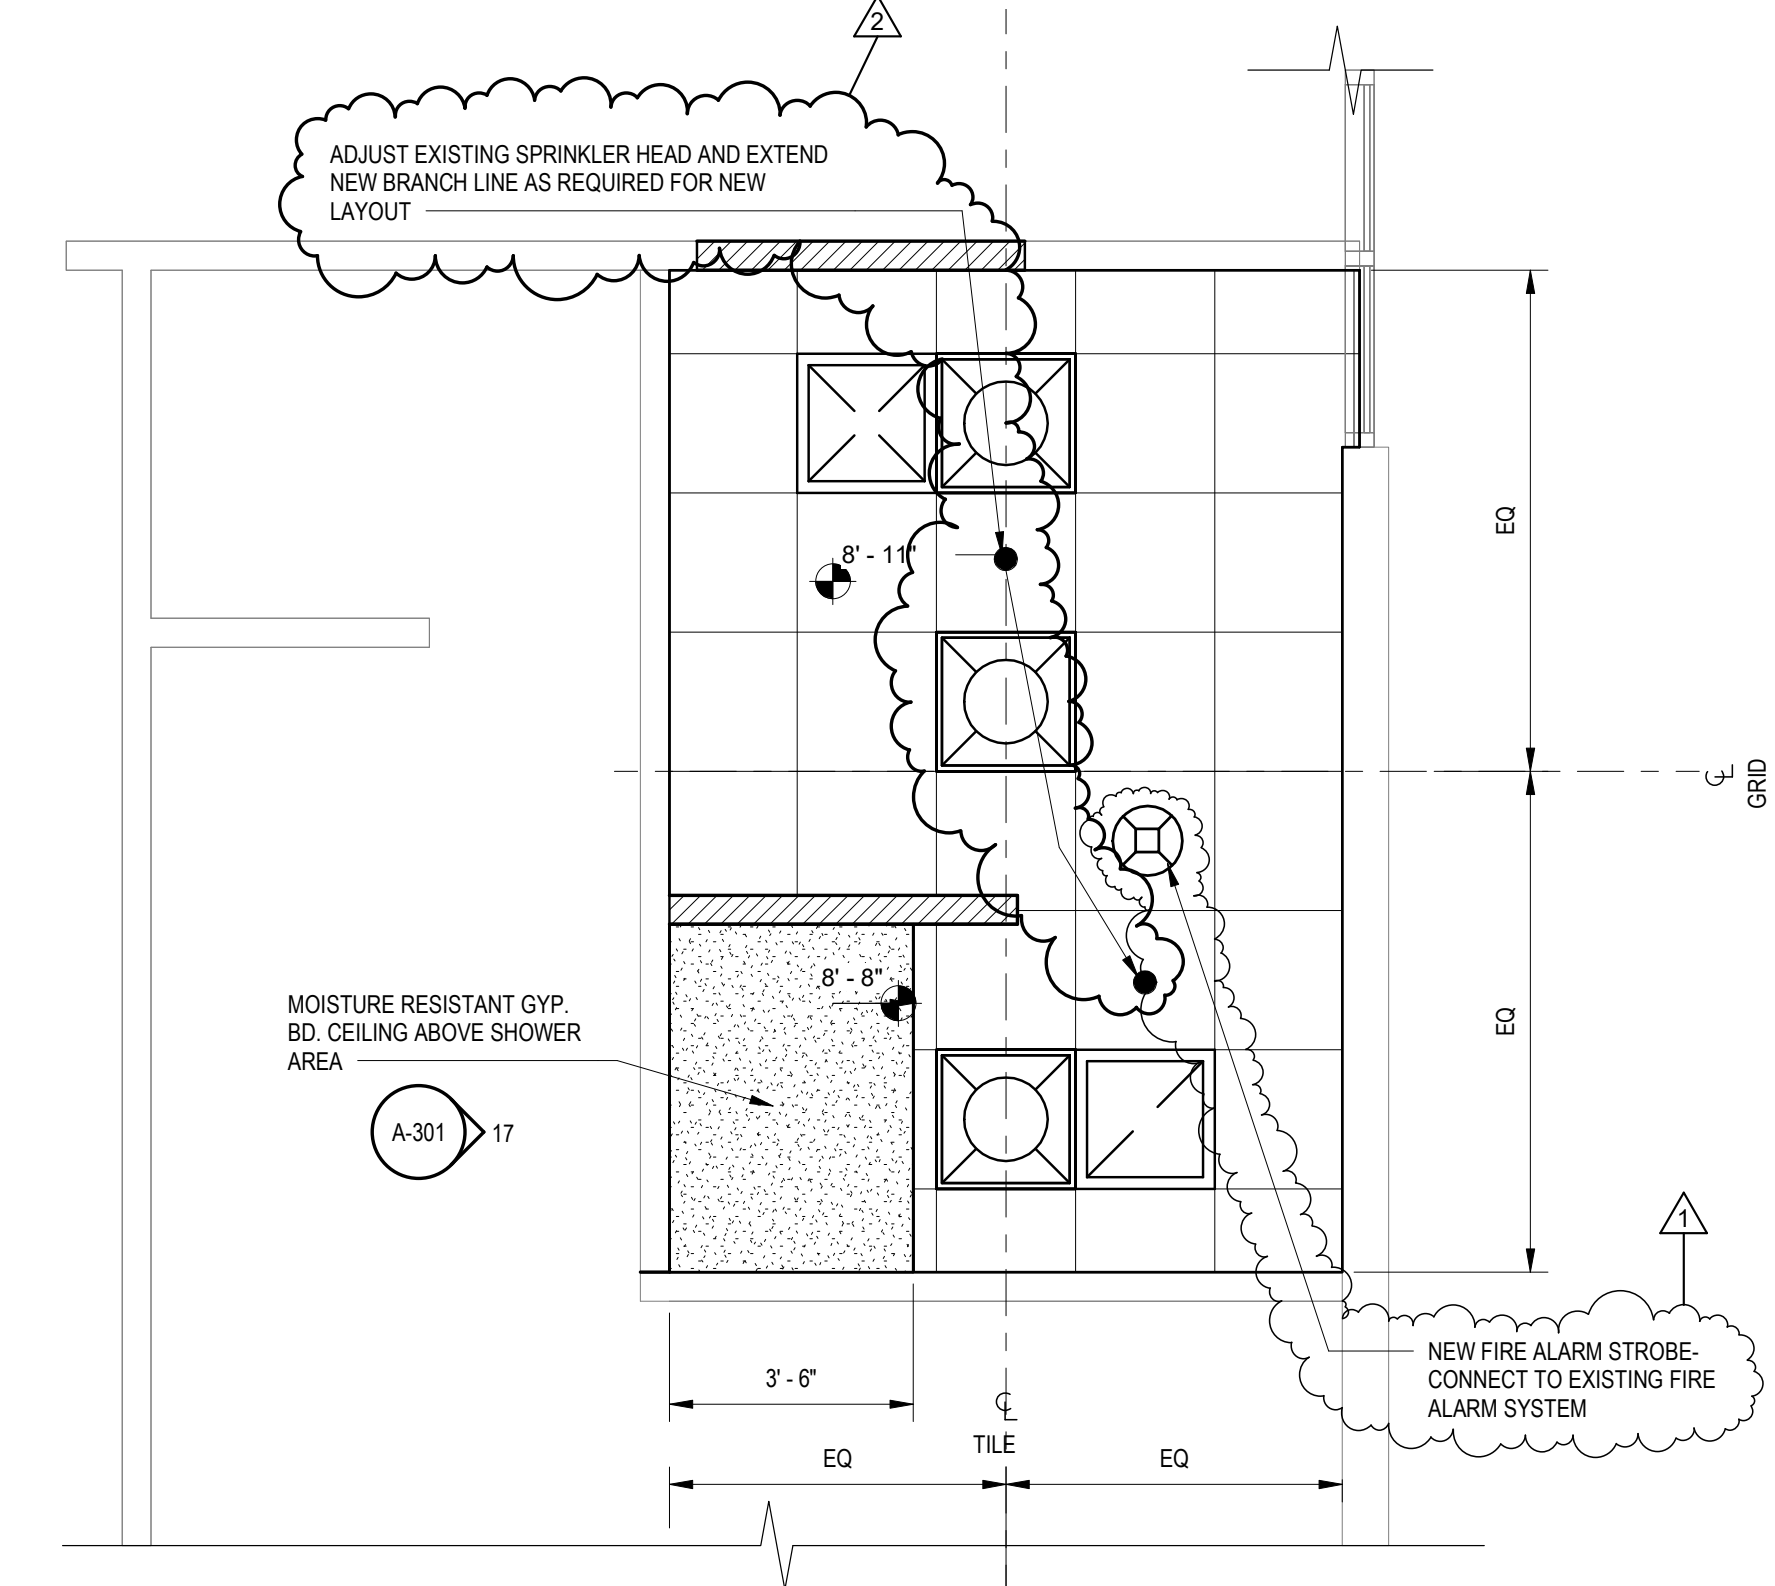 2
ADJUST EXISTING SPRINKLER HEAD AND EXTEND
NEW BRANCH LINE AS REQUIRED FOR NEW
LAYOUT
8' - 11"
EQ
GRID
EQ
8' - 8"
MOISTURE RESISTANT GYP.
BD. CEILING ABOVE SHOWER
AREA
A-301
17
1
NEW FIRE ALARM STROBE-
CONNECT TO EXISTING FIRE
ALARM SYSTEM
3' - 6"
TILE
EQ
EQ